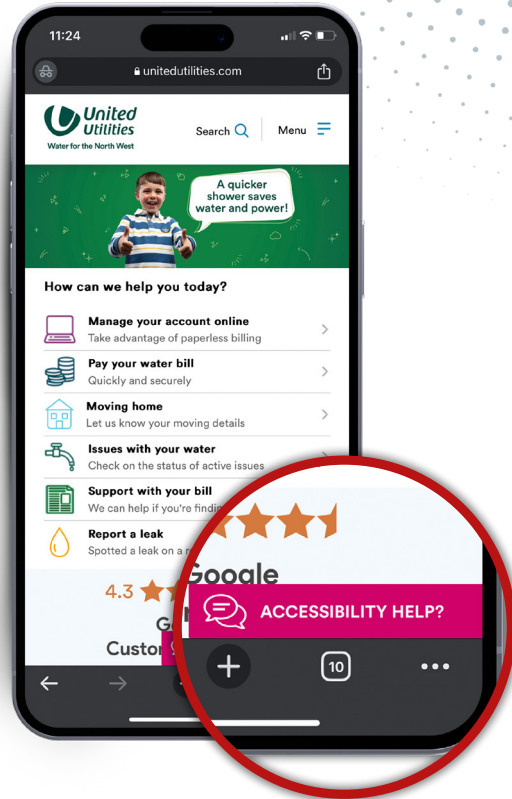 11:24
unitedutilities.com
United
Utilities
Water for the North West
Search
Menu
A quicker
shower saves
water and power!
How can we help you today?
Manage your account online
Take advantage of paperless billing
Pay your water bill
Quickly and securely
Moving home
Let us know your moving details
Issues with your water
Check on the status of active issues
Support with your bill
We can help if you're
Report a leak
Spotted a leak on a
4.3
Google
ACCESSIBILITY HELP?
10